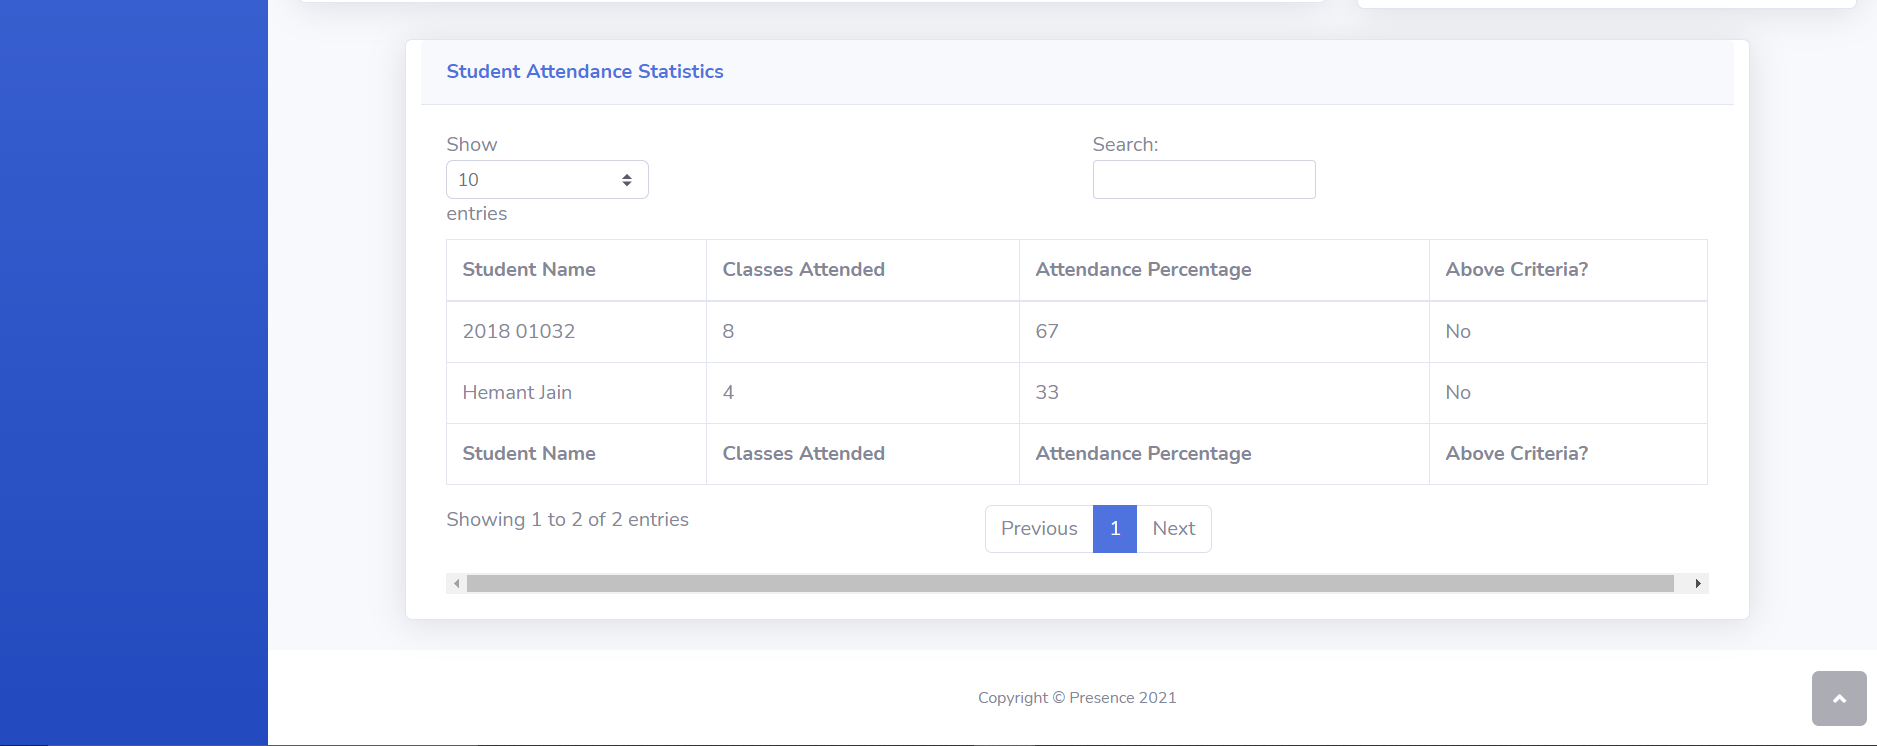 Student Attendance Statistics
Show
Search:
10
entries
Student Name Classes Attended Attendance Percentage Above Criteria?
2018 01032 8 67 No
Hemant Jain 4 33 No
Student Name Classes Attended Attendance Percentage Above Criteria?
Showing 1 to 2 of 2 entries
Previous 1 Next
Copyright © Presence 2021